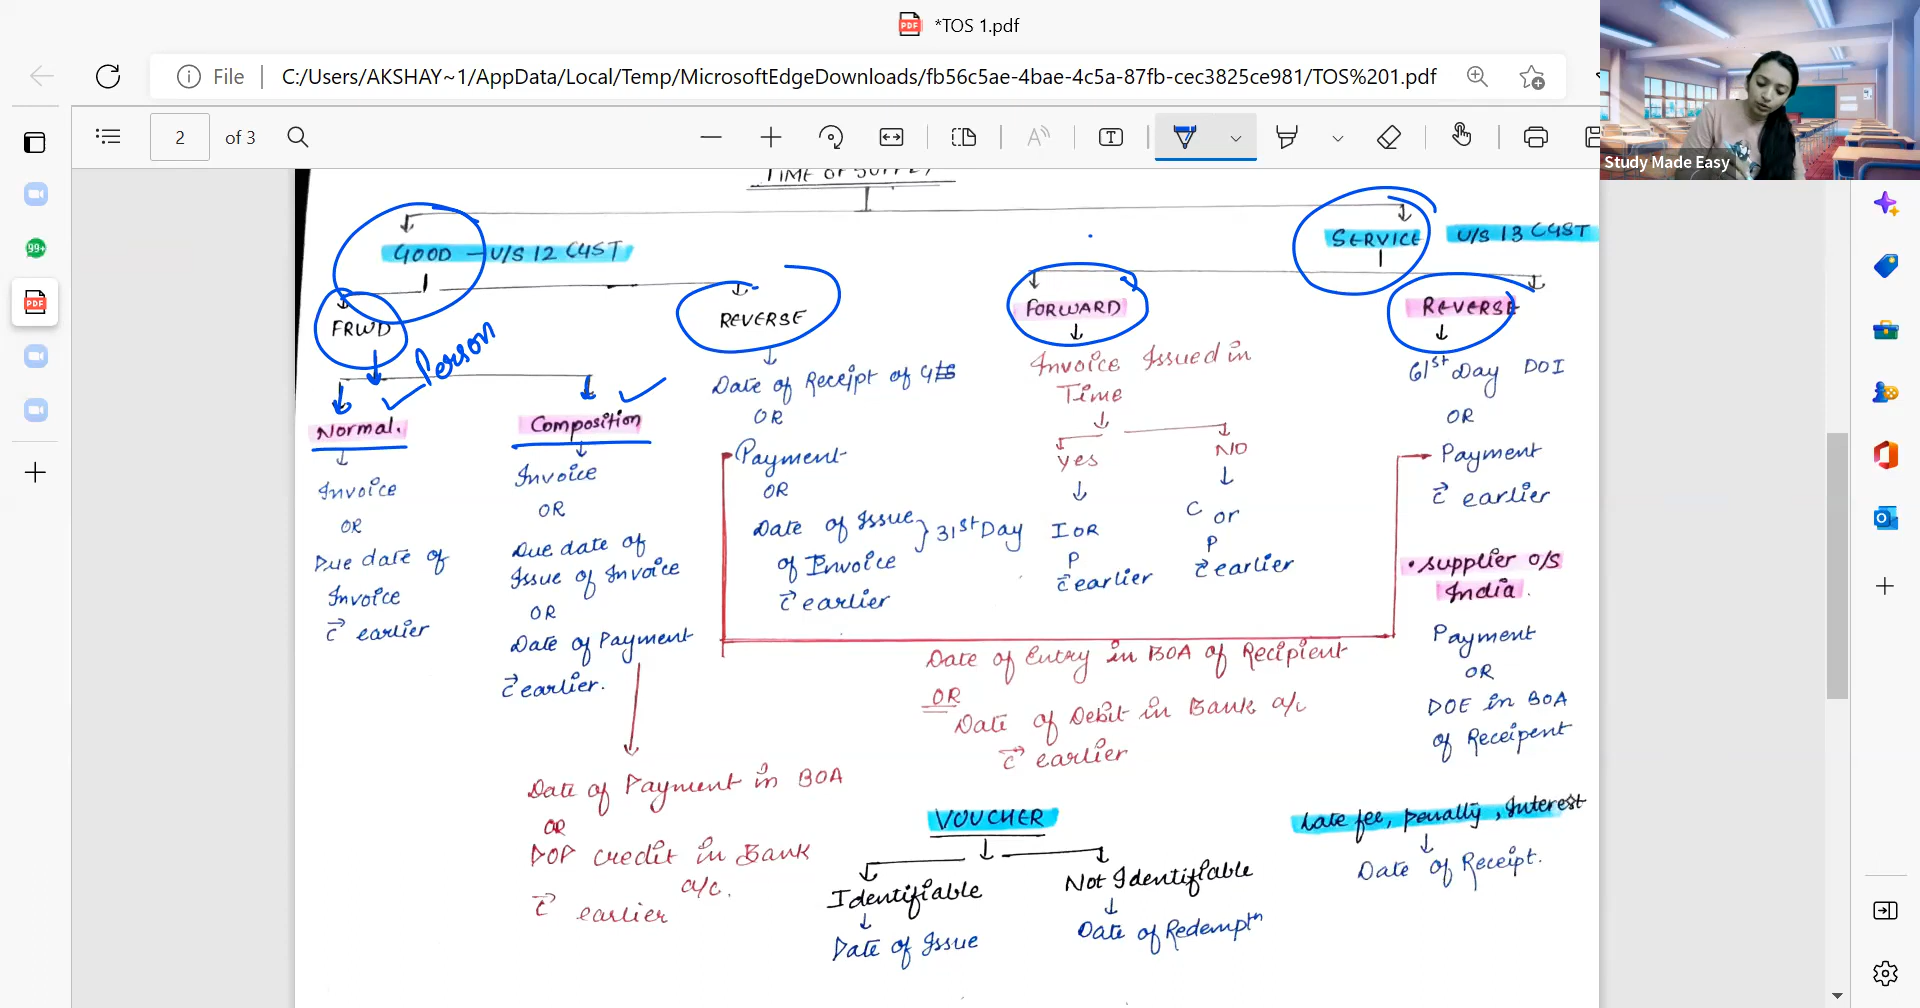 *TOS 1.pdf
File
C:/Users/AKSHAY~1/AppData/Local/Temp/MicrosoftEdgeDownloads/fb56c5ae-4bae-4c5a-87fb-cec3825ce981/TOS%201.pdf
2 of 3
Study Made Easy
99+
PDF
TIME OF SUPPLY
GOOD - U/S 12 CGST
SERVICE U/S 13 CGST
FRWD
Person
REVERSE
FORWARD
REVERSE
Normal.
Invoice
OR
Due date of
Invoice
c̄ earlier
Composition
Invoice
OR
Due date of
Issue of Invoice
OR
Date of Payment
c̄ earlier.
Date of Payment in BOA
OR
DOP credit in Bank
a/c.
c̄ earlier
Date of Receipt of
OR
Payment
OR
Date of Issue
of Invoice
31st Day
c̄ earlier
Invoice Issued in
Time
Yes
I OR
P
c̄ earlier
NO
C or
P
c̄ earlier
61st Day DOI
OR
Payment
c̄ earlier
• Supplier o/s
India.
Payment
OR
DOE in BOA
of Receipent
Date of Entry in BOA of Recipient
OR
Date of Debit in Bank a/c
c̄ earlier
VOUCHER
Identifiable
Date of Issue
Not Identifiable
Date of Redemptn
Late fee, penally, Interest
Date of Receipt.